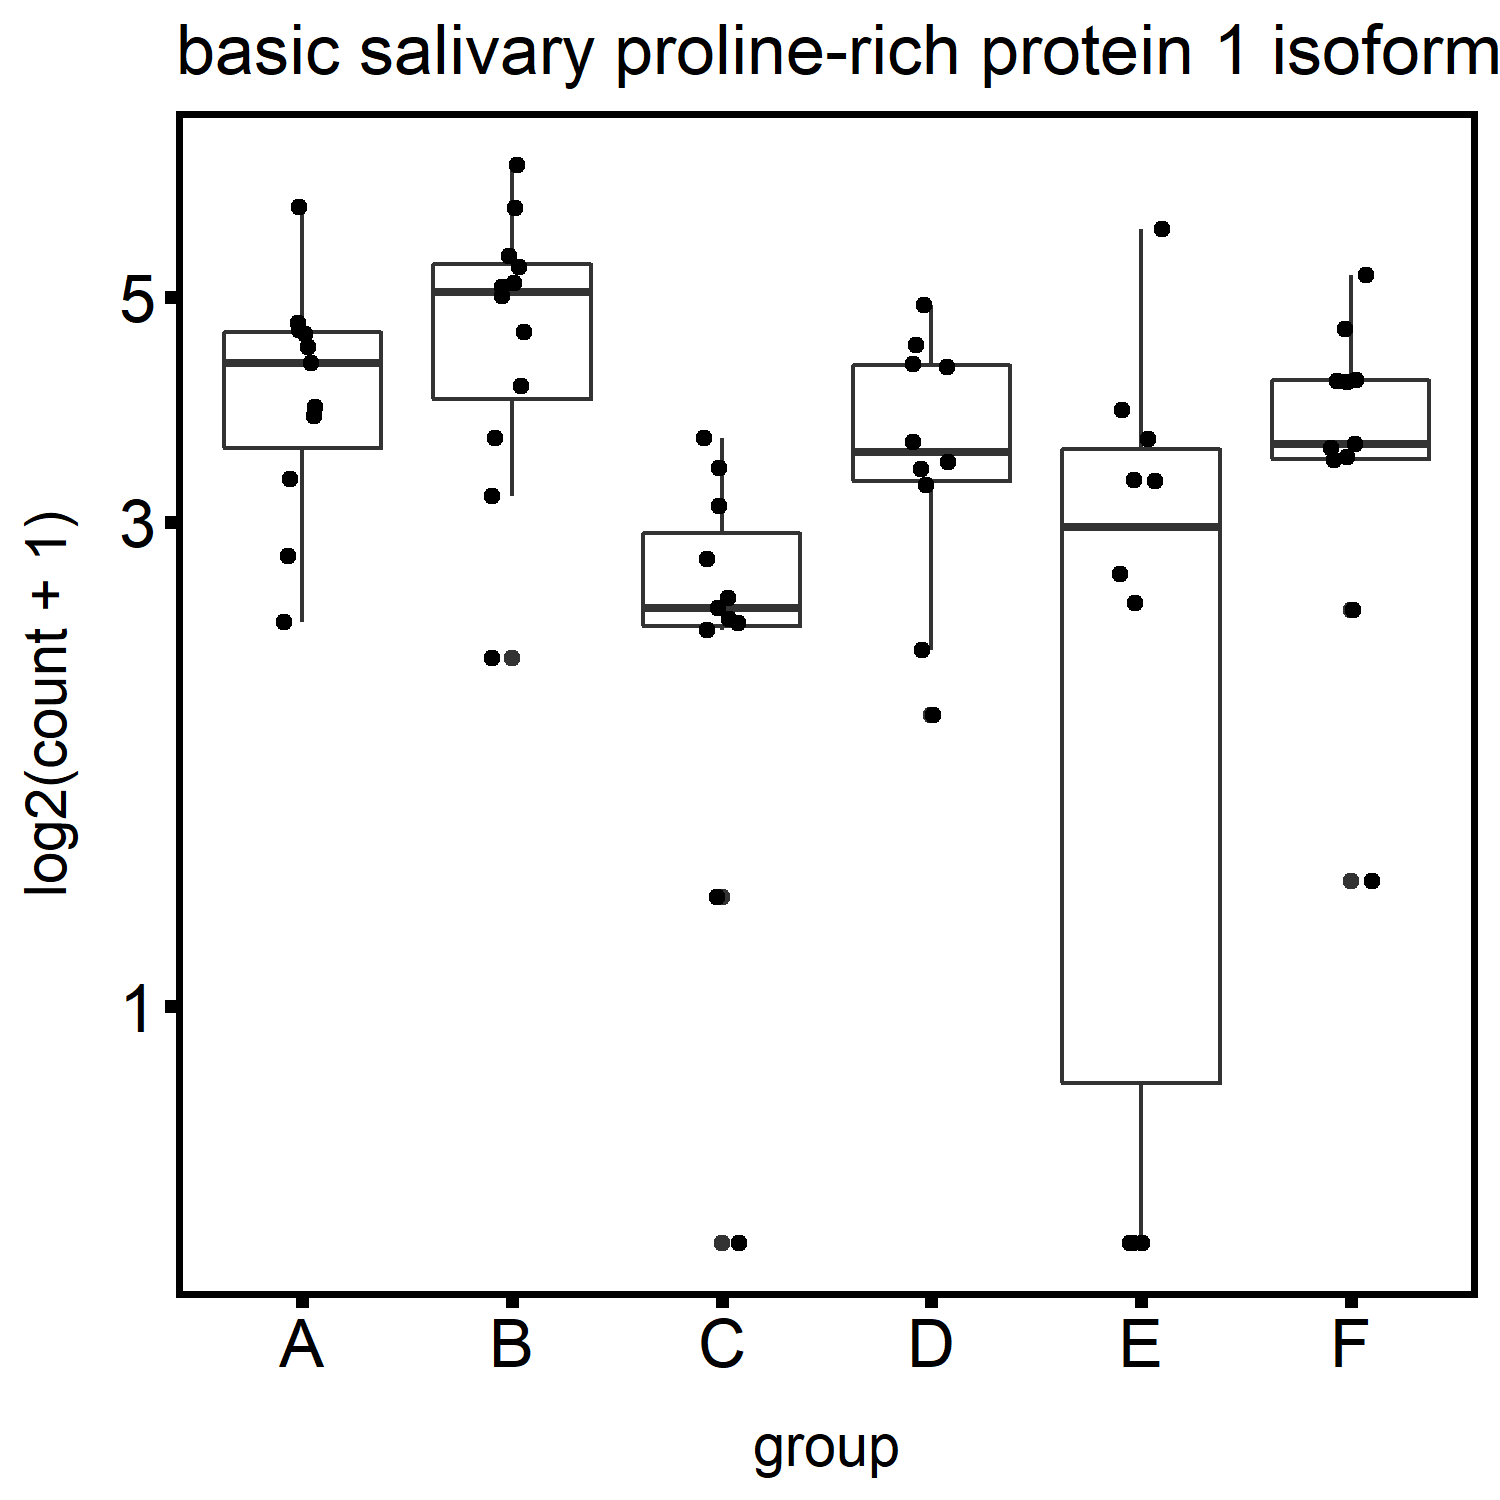 basic salivary proline-rich protein 1 isoform
log2(count + 1)
5
3
1
A B C D E F
group